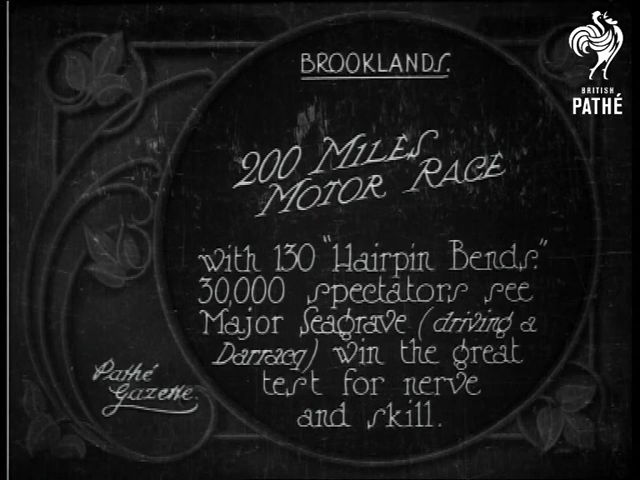 BROOKLANDS.
200 MILES
MOTOR RACE
with 130 "Hairpin Bends."
30,000 spectators see
Major Seagrave (driving a
Darracq) win the great
test for nerve
and skill.
Pathé
Gazette.
BRITISH
PATHÉ